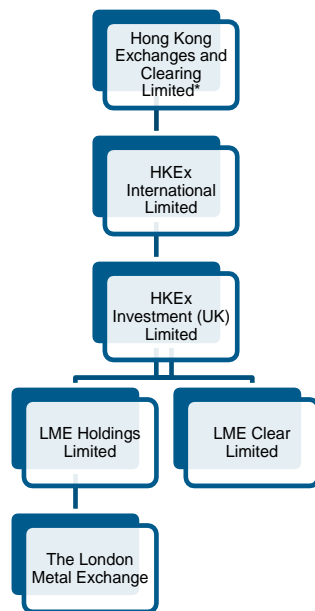 Hong Kong
Exchanges and
Clearing
Limited*
HKEx
International
Limited
HKEx
Investment (UK)
Limited
LME Holdings
Limited
LME Clear
Limited
The London
Metal Exchange